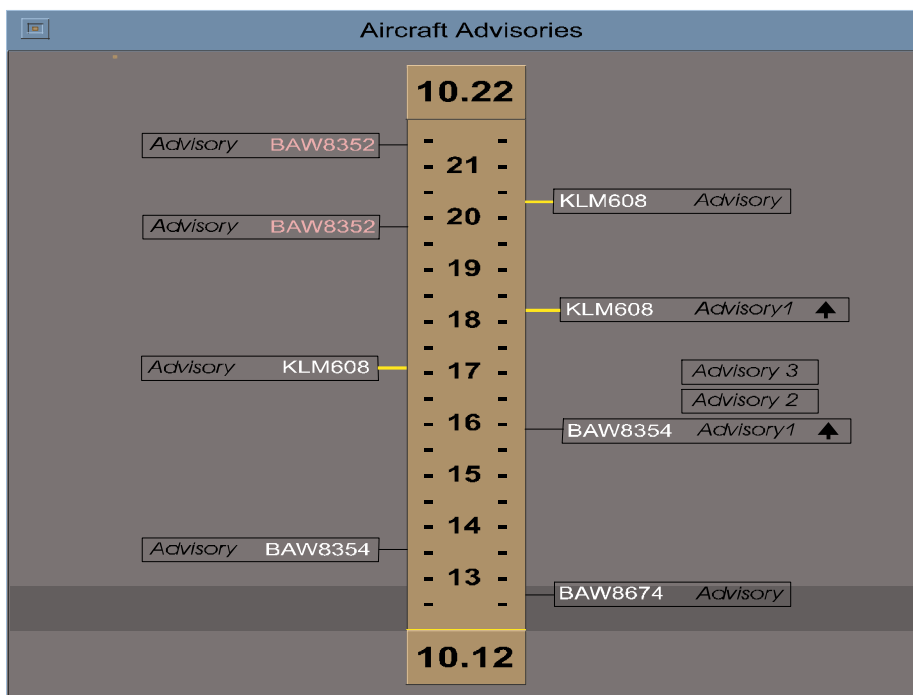 Aircraft Advisories
10.22
Advisory BAW8352
21
KLM608 Advisory
Advisory BAW8352
20
19
KLM608 Advisory1
18
Advisory KLM608
17
Advisory 3
Advisory 2
16
BAW8354 Advisory1
15
14
Advisory BAW8354
13
BAW8674 Advisory
10.12